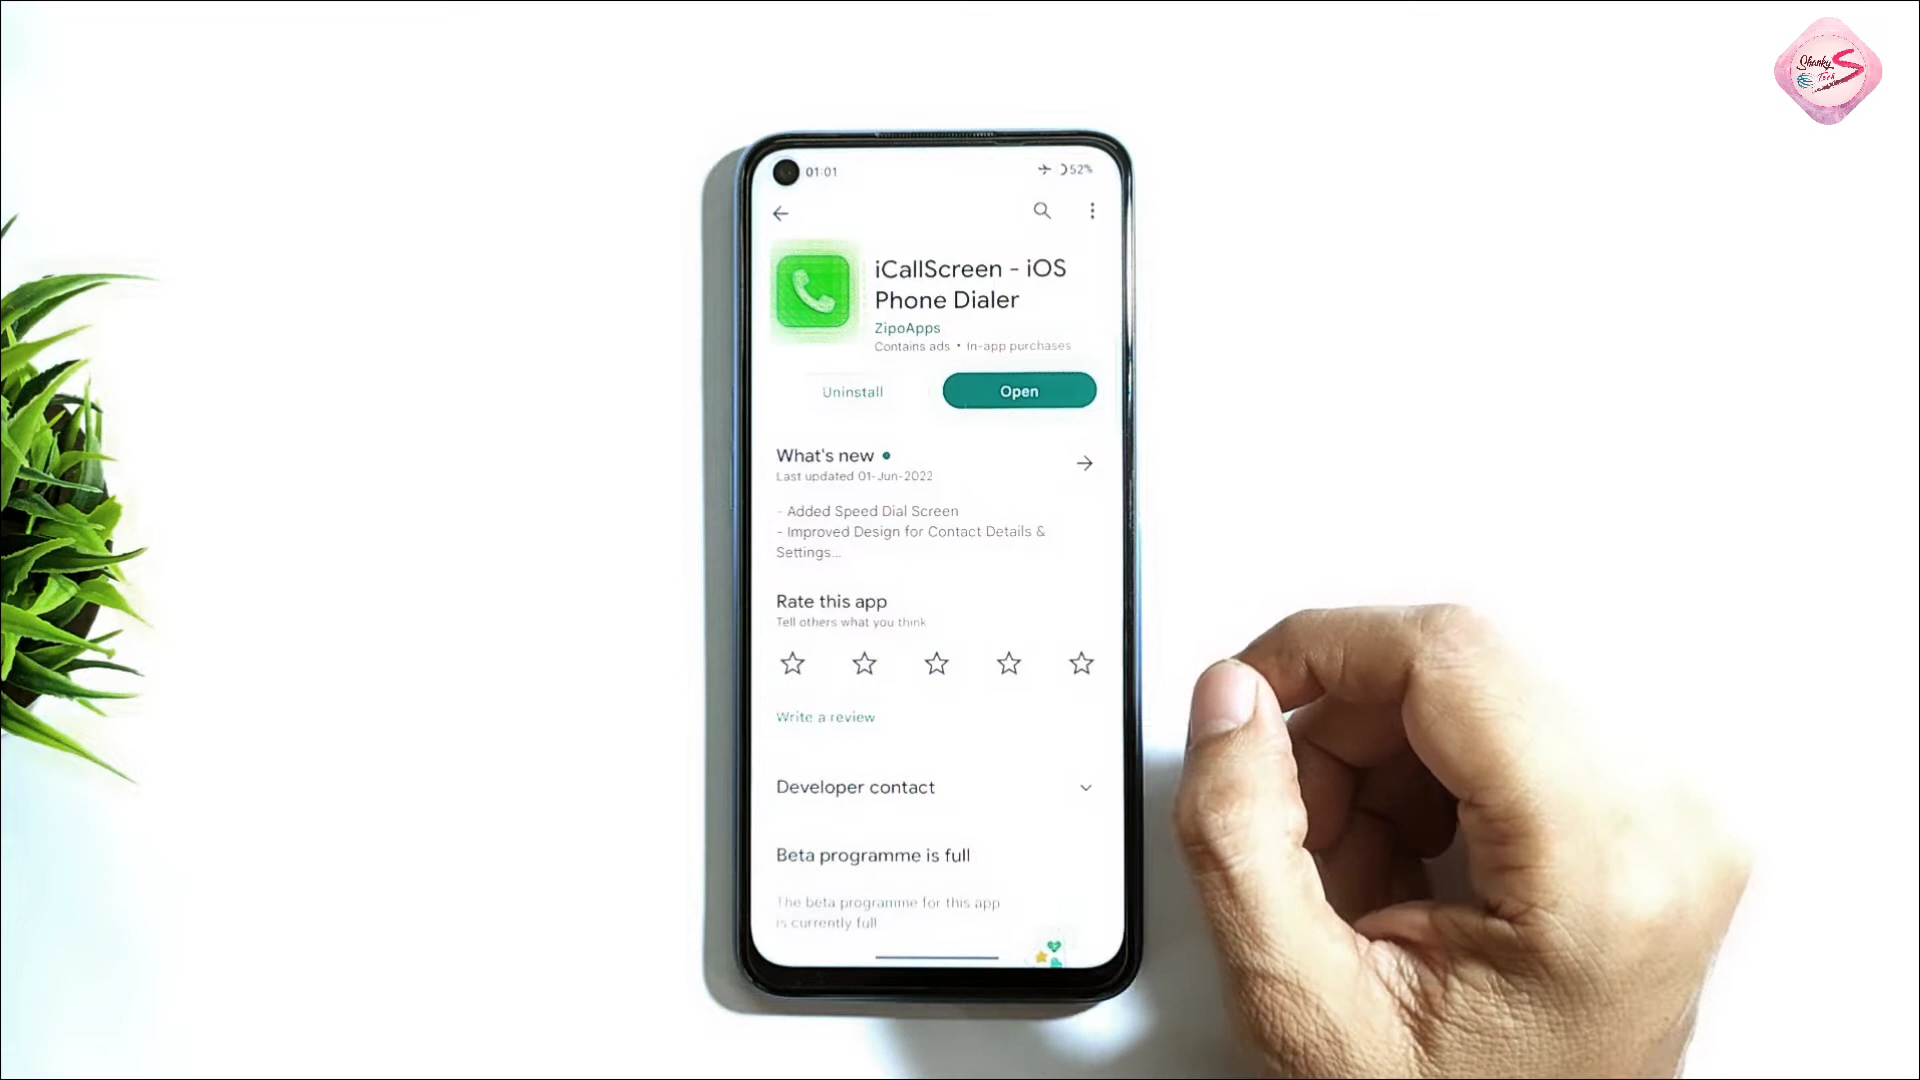 Shanky S
Tech
01:01
52%
iCallScreen - iOS
Phone Dialer
ZipoApps
Contains ads • In-app purchases
Uninstall
Open
What's new
Last updated 01-Jun-2022
- Added Speed Dial Screen
- Improved Design for Contact Details &
Settings...
Rate this app
Tell others what you think
Write a review
Developer contact
Beta programme is full
The beta programme for this app
is currently full